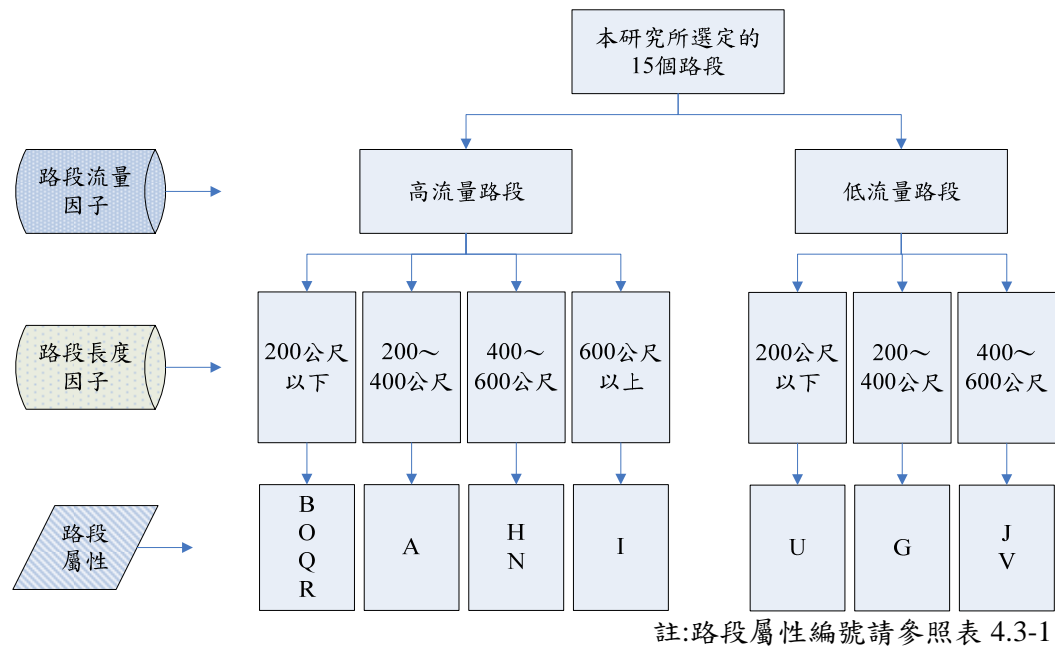 本研究所選定的
15個路段
路段流量
因子
高流量路段
低流量路段
路段長度
因子
200公尺
以下
200～
400公尺
400～
600公尺
600公尺
以上
200公尺
以下
200～
400公尺
400～
600公尺
路段
屬性
B
O
Q
R
A
H
N
I
U
G
J
V
註:路段屬性編號請參照表 4.3-1